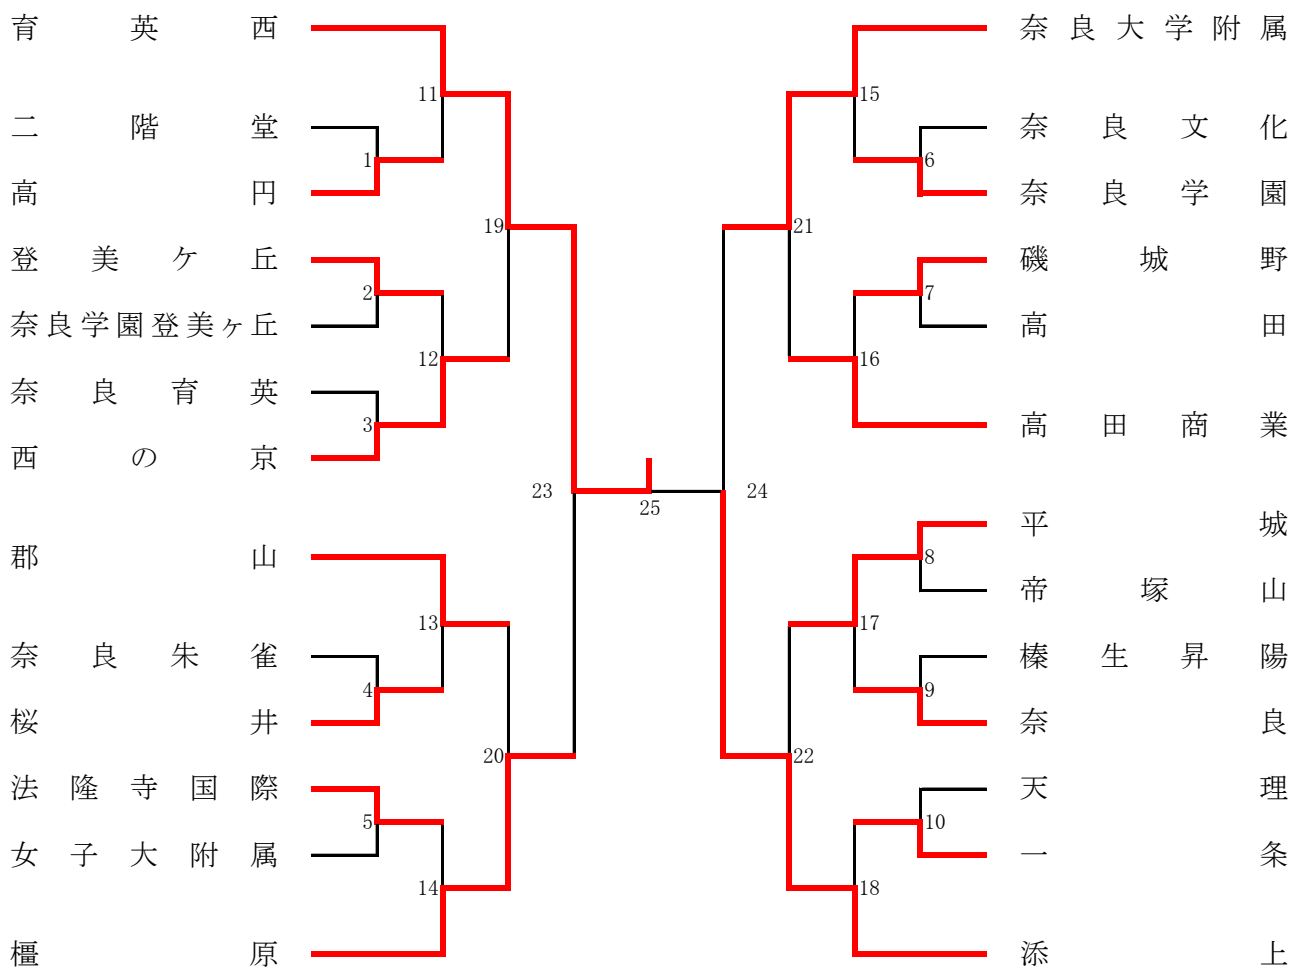 育英西
奈良大学附属
11
15
二階堂
奈良文化
1
6
高円
奈良学園
19
21
登美ケ丘
磯城野
2
7
奈良学園登美ヶ丘
高田
12
16
奈良育英
3
高田商業
西の京
23
24
25
平城
郡山
8
帝塚山
13
17
奈良朱雀
榛生昇陽
4
9
桜井
奈良
20
22
法隆寺国際
天理
5
10
女子大附属
一条
14
18
橿原
添上